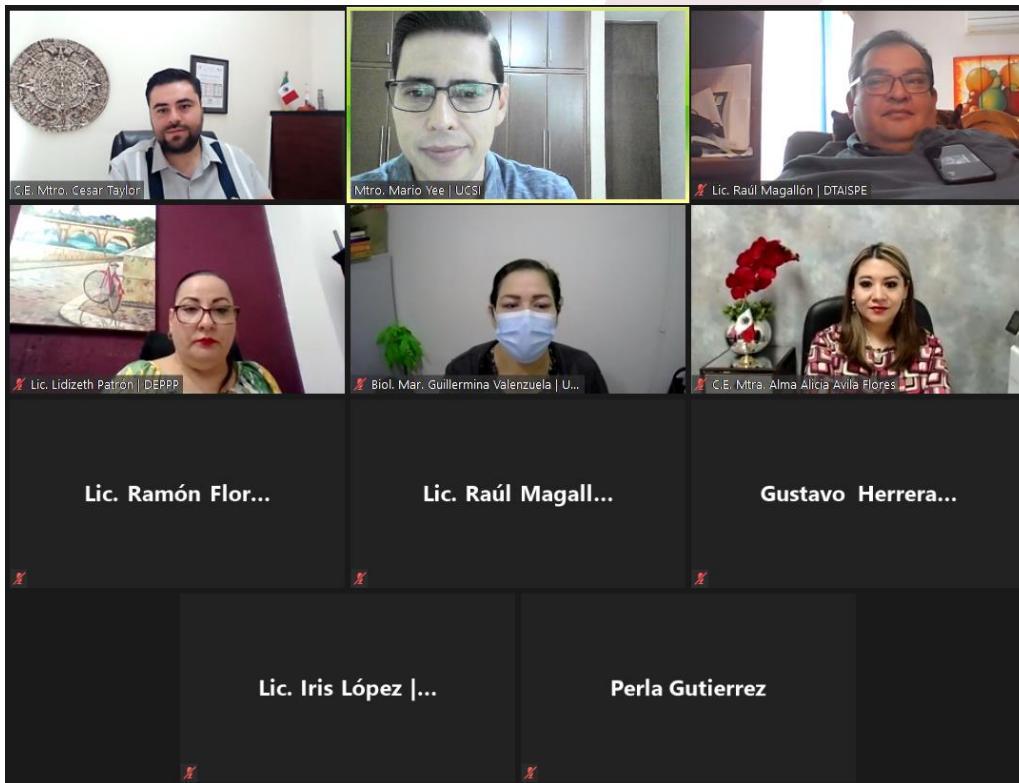 C.E. Mtro. Cesar Taylor
Mtro. Mario Yee | UCSI
Lic. Raúl Magallón | DTAISPE
Lic. Lidizeth Patrón | DEPPP
Biol. Mar. Guillermina Valenzuela | U...
C.E. Mtra. Alma Alicia Avila Flores
Lic. Ramón Flor...
Lic. Raúl Magall...
Gustavo Herrera...
Lic. Iris López |...
Perla Gutierrez